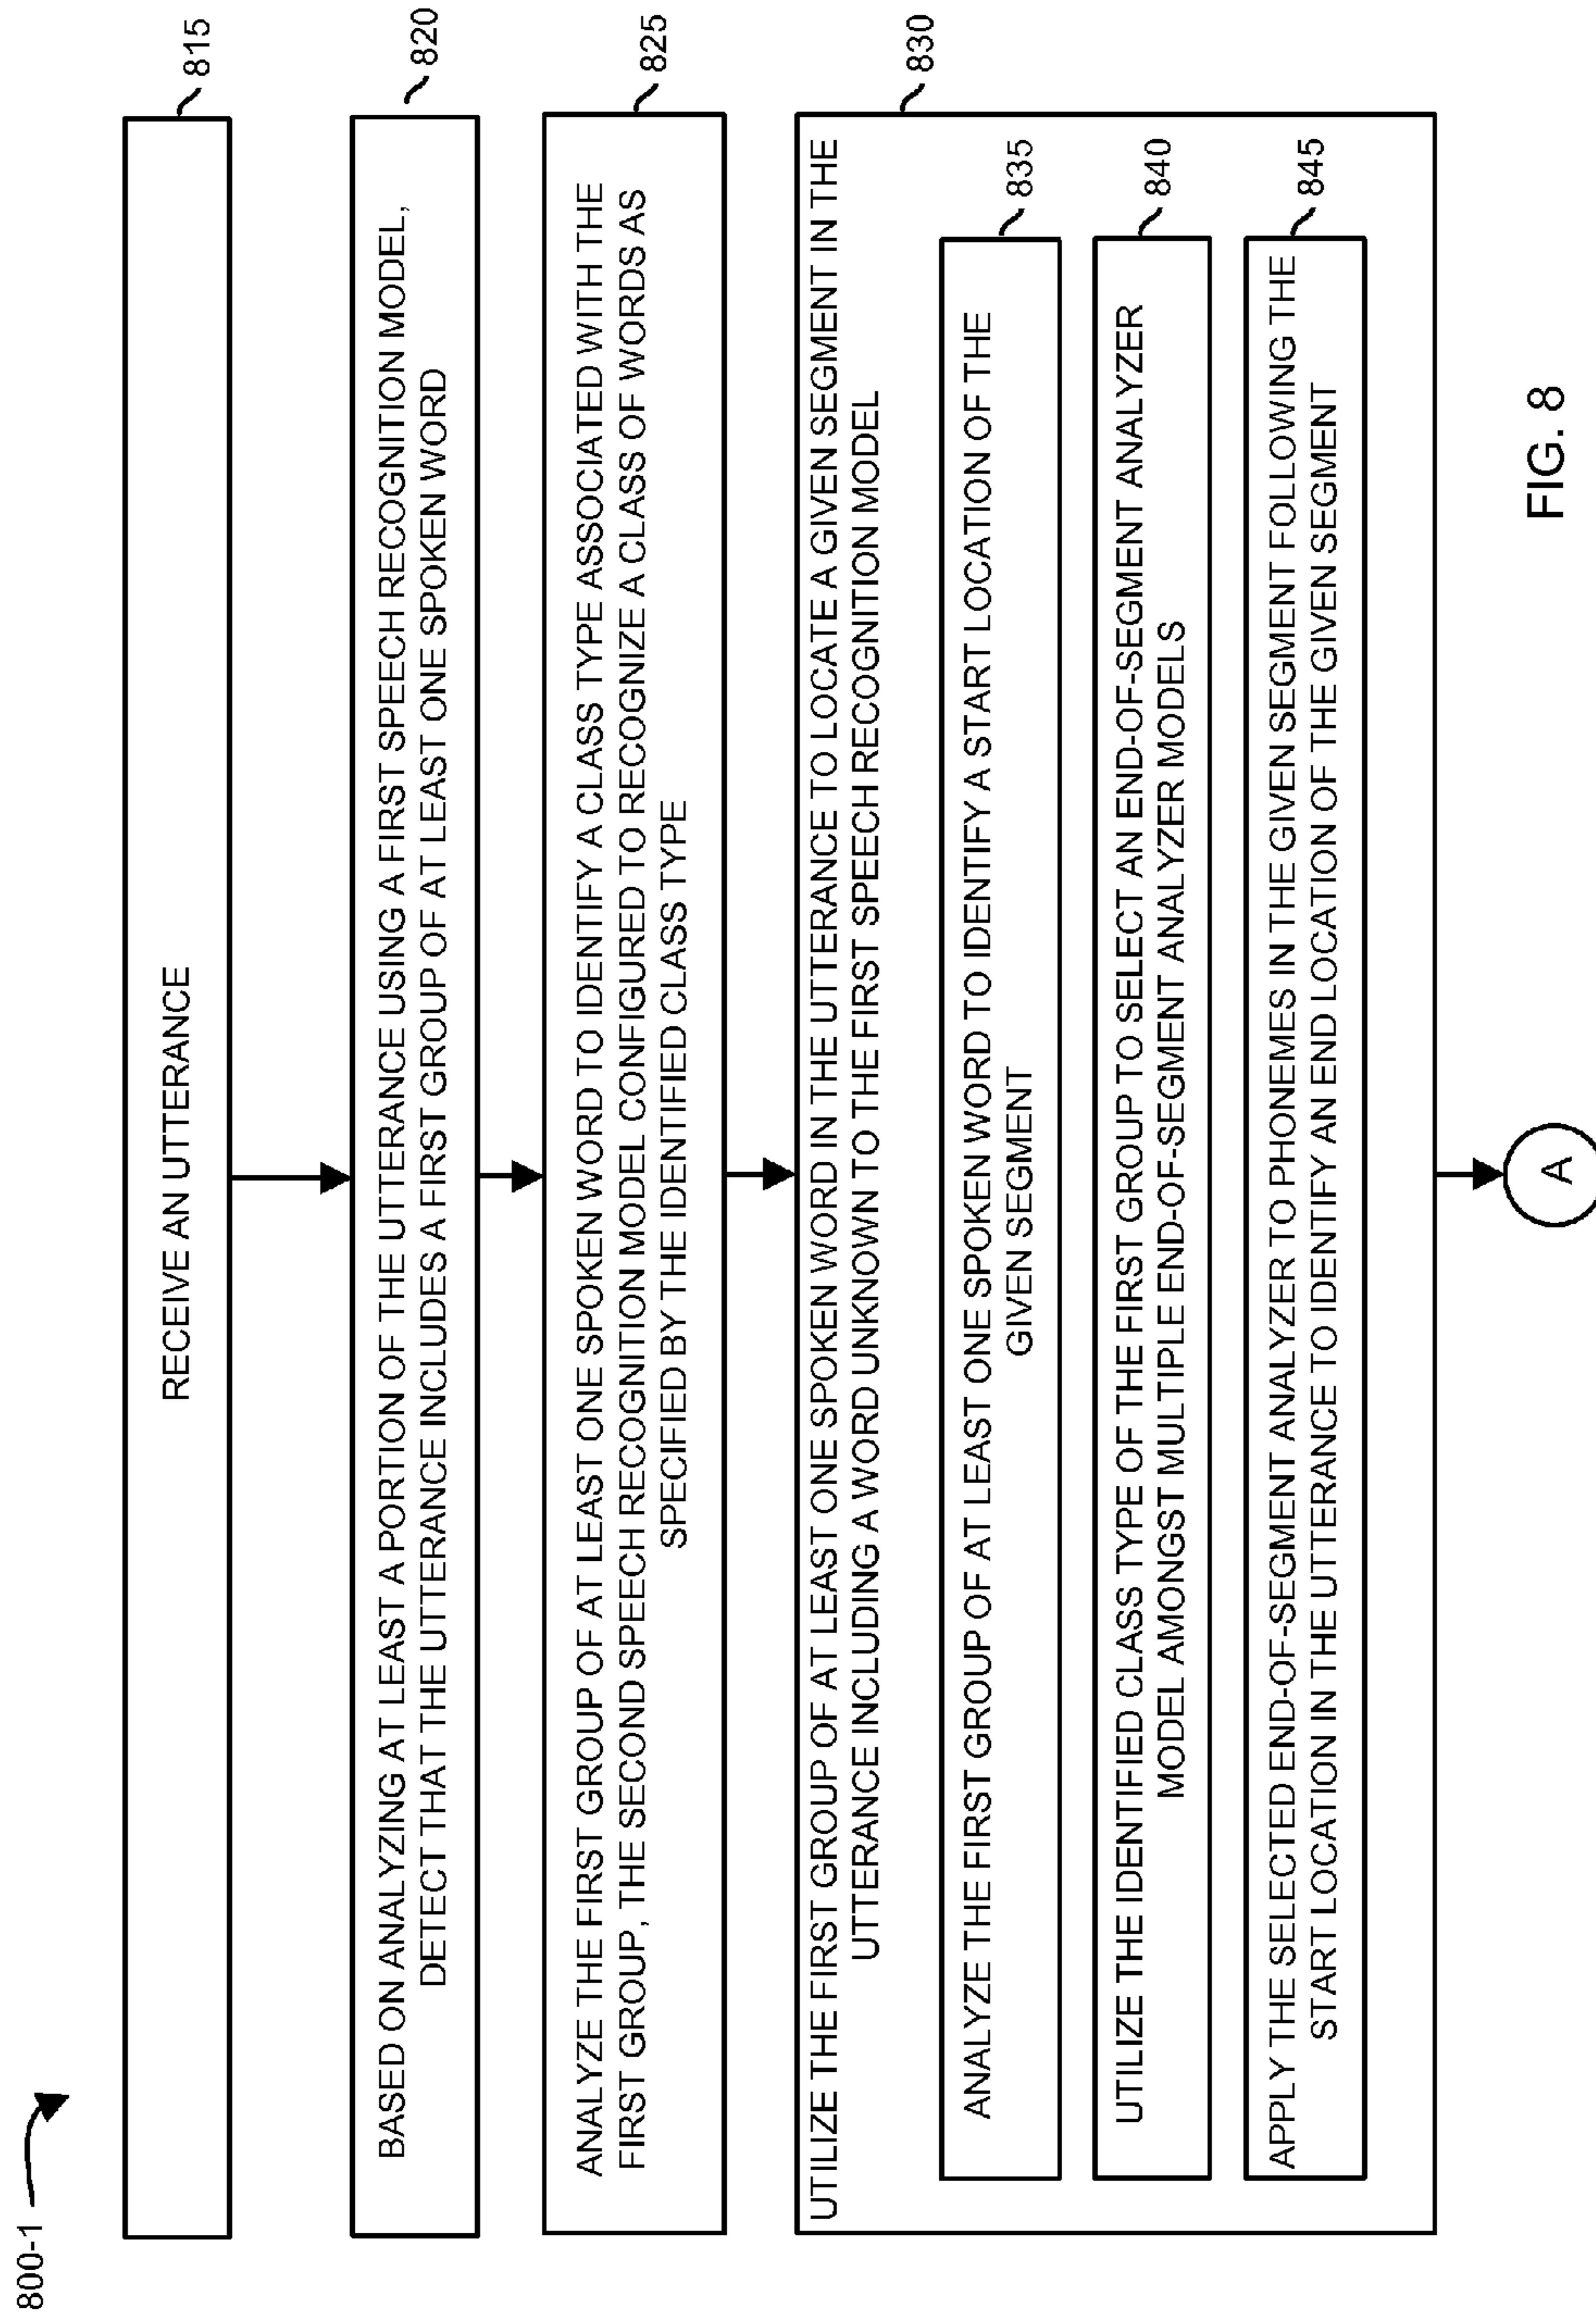 800-1
RECEIVE AN UTTERANCE
815
BASED ON ANALYZING AT LEAST A PORTION OF THE UTTERANCE USING A FIRST SPEECH RECOGNITION MODEL,
DETECT THAT THE UTTERANCE INCLUDES A FIRST GROUP OF AT LEAST ONE SPOKEN WORD
820
ANALYZE THE FIRST GROUP OF AT LEAST ONE SPOKEN WORD TO IDENTIFY A CLASS TYPE ASSOCIATED WITH THE
FIRST GROUP, THE SECOND SPEECH RECOGNITION MODEL CONFIGURED TO RECOGNIZE A CLASS OF WORDS AS
SPECIFIED BY THE IDENTIFIED CLASS TYPE
825
UTILIZE THE FIRST GROUP OF AT LEAST ONE SPOKEN WORD IN THE UTTERANCE TO LOCATE A GIVEN SEGMENT IN THE
UTTERANCE INCLUDING A WORD UNKNOWN TO THE FIRST SPEECH RECOGNITION MODEL
830
ANALYZE THE FIRST GROUP OF AT LEAST ONE SPOKEN WORD TO IDENTIFY A START LOCATION OF THE
GIVEN SEGMENT
835
UTILIZE THE IDENTIFIED CLASS TYPE OF THE FIRST GROUP TO SELECT AN END-OF-SEGMENT ANALYZER
MODEL AMONGST MULTIPLE END-OF-SEGMENT ANALYZER MODELS
840
APPLY THE SELECTED END-OF-SEGMENT ANALYZER TO PHONEMES IN THE GIVEN SEGMENT FOLLOWING THE
START LOCATION IN THE UTTERANCE TO IDENTIFY AN END LOCATION OF THE GIVEN SEGMENT
845
A
FIG. 8